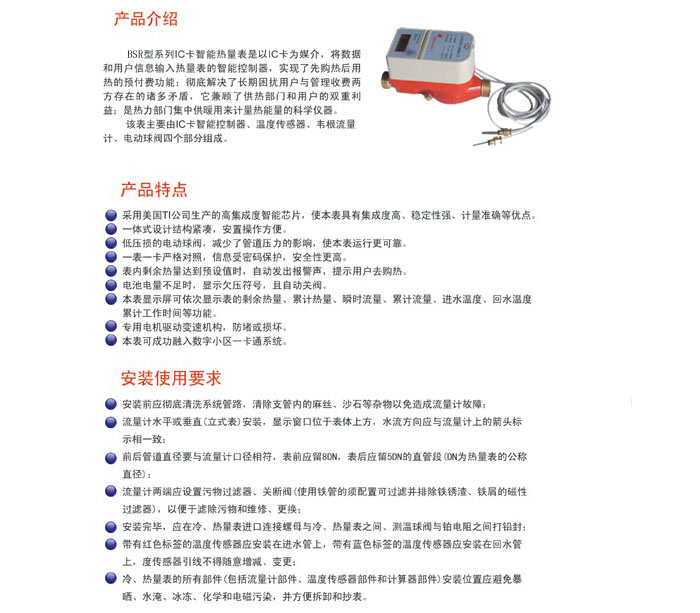 产品介绍
BSR型系列IC卡智能热量表是以IC卡为媒介，将数据
和用户信息输入热量表的智能控制器，实现了先购热后用
热的预付费功能；彻底解决了长期困扰用户与管理收费两
方存在的诸多矛盾，它兼顾了供热部门和用户的双重利
益；是热力部门集中供暖用来计量热能量的科学仪器。
该表主要由IC卡智能控制器、温度传感器、韦根流量
计、电动球阀四个部分组成。
产品特点
采用美国TI公司生产的高集成度智能芯片，使本表具有集成度高、稳定性强、计量准确等优点。
一体式设计结构紧凑，安置操作方便。
低压损的电动球阀，减少了管道压力的影响，使本表运行更可靠。
一表一卡严格对照，信息受密码保护，安全性更高。
表内剩余热量达到预设值时，自动发出报警声，提示用户去购热。
电池电量不足时，显示欠压符号，且自动关阀。
本表显示屏可依次显示表的剩余热量、累计热量、瞬时流量、累计流量、进水温度、回水温度
累计工作时间等功能。
专用电机驱动变速机构，防堵或损坏。
本表可成功融入数字小区一卡通系统。
安装使用要求
安装前应彻底清洗系统管路，清除支管内的麻丝、沙石等杂物以免造成流量计故障；
流量计水平或垂直(立式表)安装，显示窗口位于表体上方，水流方向应与流量计上的箭头标
示相一致；
前后管道直径要与流量计口径相符，表前应留8DN，表后应留5DN的直管段(DN为热量表的公称
直径)；
流量计两端应设置污物过滤器、关断阀(使用铁管的须配置可过滤并排除铁锈渣、铁屑的磁性
过滤器)，以便于滤除污物和维修、更换；
安装完毕，应在冷、热量表进口连接螺母与冷、热量表之间、测温球阀与铂电阻之间打铅封；
带有红色标签的温度传感器应安装在进水管上，带有蓝色标签的温度传感器应安装在回水管
上，度传感器引线不得随意增减、变更；
冷、热量表的所有部件(包括流量计部件、温度传感器部件和计算器部件)安装位置应避免暴
晒、水淹、冰冻、化学和电磁污染，并方便拆卸和抄表。